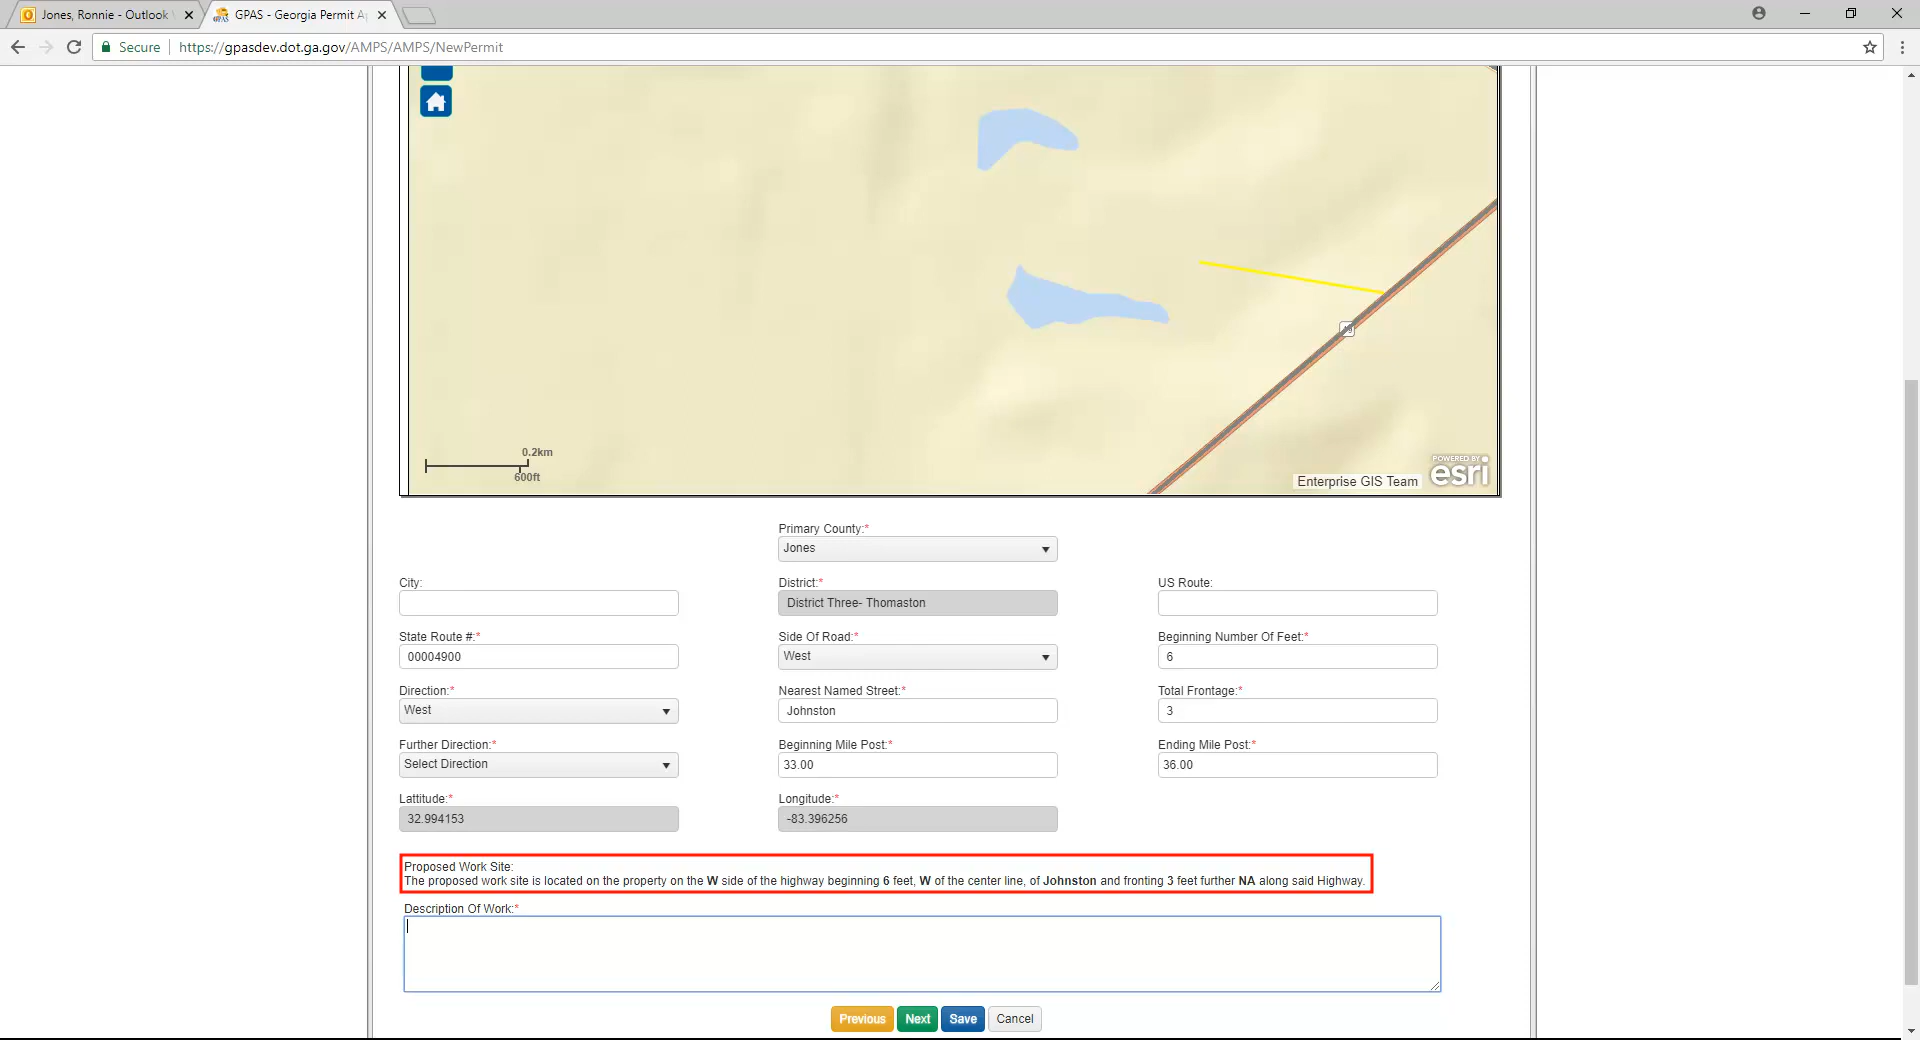 Jones, Ronnie - Outlook
GPAS - Georgia Permit Ap
Secure
https://gpasdev.dot.ga.gov/AMPS/AMPS/NewPermit
0.2km
600ft
Enterprise GIS Team
POWERED BY
esri
Primary County:*
Jones
City:
District:*
US Route:
District Three- Thomaston
State Route #:*
Side Of Road:*
Beginning Number Of Feet:*
00004900
West
6
Direction:*
Nearest Named Street:*
Total Frontage:*
West
Johnston
3
Further Direction:*
Beginning Mile Post:*
Ending Mile Post:*
Select Direction
33.00
36.00
Lattitude:*
Longitude:*
32.994153
-83.396256
Proposed Work Site:
The proposed work site is located on the property on the W side of the highway beginning 6 feet, W of the center line, of Johnston and fronting 3 feet further NA along said Highway.
Description Of Work:*
Previous
Next
Save
Cancel